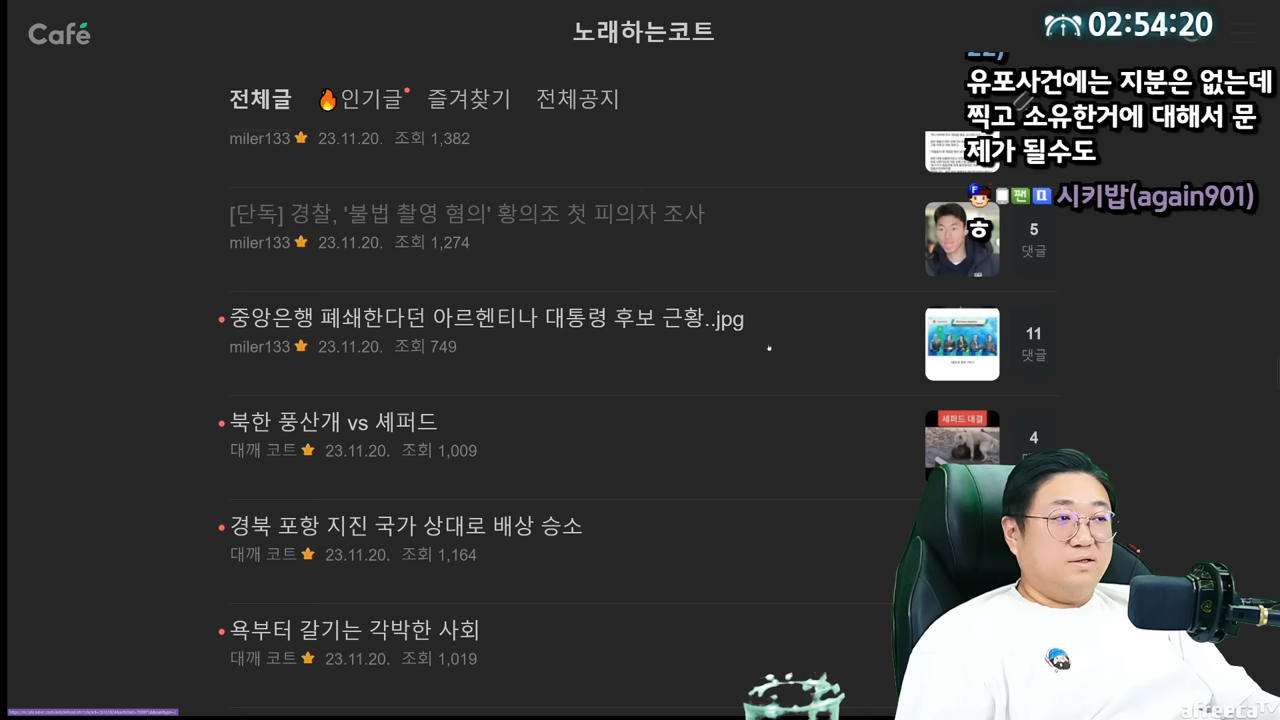 Café
노래하는코트
02:54:20
전체글 인기글 즐겨찾기 전체공지
유포사건에는 지분은 없는데
찍고 소유한거에 대해서 문
제가 될수도
miler133 23.11.20. 조회 1,382
시키밥(again901)
ㅎ
[단독] 경찰, '불법 촬영 혐의' 황의조 첫 피의자 조사
miler133 23.11.20. 조회 1,274
5
댓글
중앙은행 폐쇄한다던 아르헨티나 대통령 후보 근황..jpg
miler133 23.11.20. 조회 749
11
댓글
북한 풍산개 vs 셰퍼드
대깨 코트 23.11.20. 조회 1,009
셰퍼드 대결
4
경북 포항 지진 국가 상대로 배상 승소
대깨 코트 23.11.20. 조회 1,164
욕부터 갈기는 각박한 사회
대깨 코트 23.11.20. 조회 1,019
afreecaTV